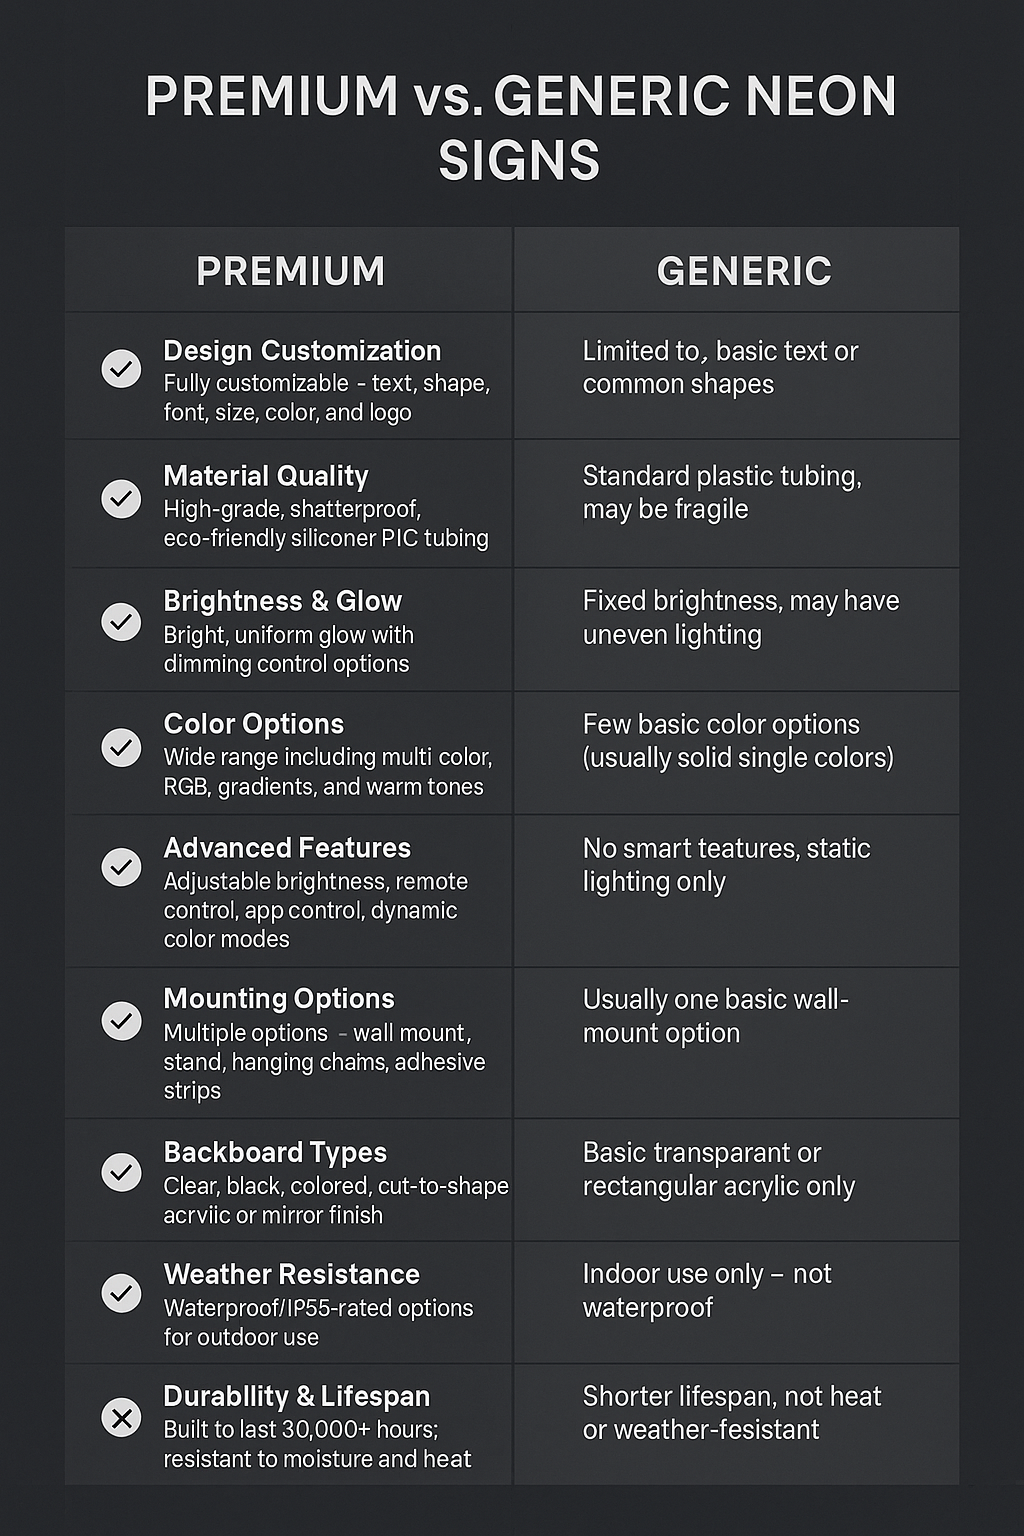 PREMIUM vs. GENERIC NEON
SIGNS
PREMIUM
GENERIC
Design Customization
Fully customizable - text, shape,
font, size, color, and logo
Limited to, basic text or
common shapes
Material Quality
High-grade, shatterproof,
eco-friendly siliconer PIC tubing
Standard plastic tubing,
may be fragile
Brightness & Glow
Bright, uniform glow with
dimming control options
Fixed brightness, may have
uneven lighting
Color Options
Wide range including multi color,
RGB, gradients, and warm tones
Few basic color options
(usually solid single colors)
Advanced Features
Adjustable brightness, remote
control, app control, dynamic
color modes
No smart teatures, static
lighting only
Mounting Options
Multiple options - wall mount,
stand, hanging chains, adhesive
strips
Usually one basic wall-
mount option
Backboard Types
Clear, black, colored, cut-to-shape
acrviic or mirror finish
Basic transparant or
rectangular acrylic only
Weather Resistance
Waterproof/IP55-rated options
for outdoor use
Indoor use only – not
waterproof
Durabllity & Lifespan
Built to last 30,000+ hours;
resistant to moisture and heat
Shorter lifespan, not heat
or weather-fesistant